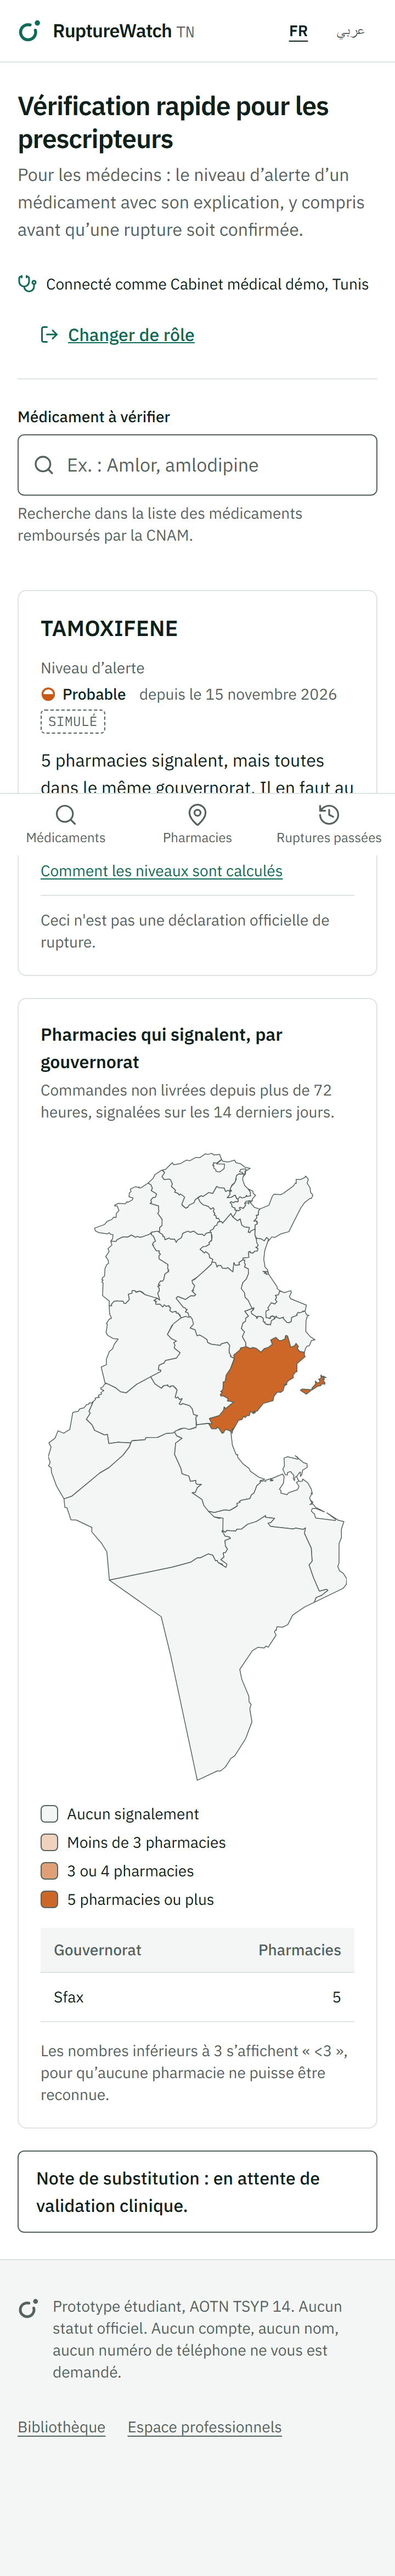 RuptureWatch TN
FR
عربي
Vérification rapide pour les
prescripteurs
Pour les médecins : le niveau d’alerte d’un
médicament avec son explication, y compris
avant qu’une rupture soit confirmée.
Connecté comme Cabinet médical démo, Tunis
Changer de rôle
Médicament à vérifier
Ex. : Amlor, amlodipine
Recherche dans la liste des médicaments
remboursés par la CNAM.
TAMOXIFENE
Niveau d’alerte
Probable depuis le 15 novembre 2026
SIMULÉ
5 pharmacies signalent, mais toutes
dans le même gouvernorat. Il en faut au
Médicaments
Pharmacies
Ruptures passées
Comment les niveaux sont calculés
Ceci n'est pas une déclaration officielle de
rupture.
Pharmacies qui signalent, par
gouvernorat
Commandes non livrées depuis plus de 72
heures, signalées sur les 14 derniers jours.
Aucun signalement
Moins de 3 pharmacies
3 ou 4 pharmacies
5 pharmacies ou plus
Gouvernorat Pharmacies
Sfax 5
Les nombres inférieurs à 3 s’affichent « <3 »,
pour qu’aucune pharmacie ne puisse être
reconnue.
Note de substitution : en attente de
validation clinique.
Prototype étudiant, AOTN TSYP 14. Aucun
statut officiel. Aucun compte, aucun nom,
aucun numéro de téléphone ne vous est
demandé.
Bibliothèque
Espace professionnels